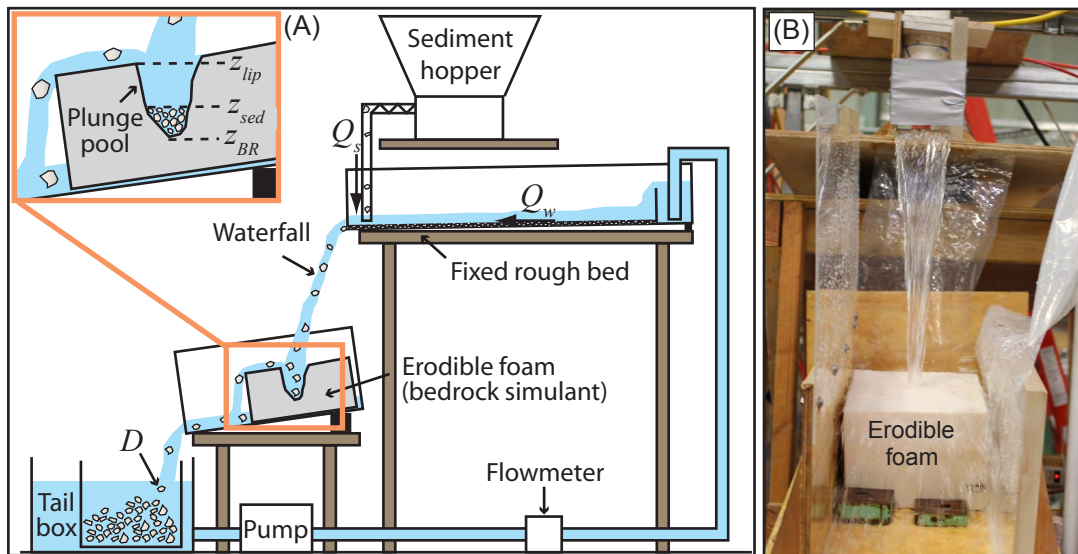 (A)
z_lip
Plunge
pool
z_sed
z_BR
Sediment
hopper
Q_s
Q_w
Waterfall
Fixed rough bed
Erodible foam
(bedrock simulant)
D
Tail
box
Pump
Flowmeter
(B)
Erodible
foam